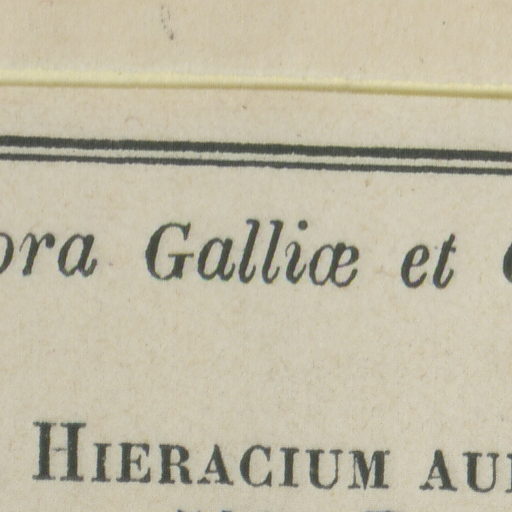 ora Galliæ et
HIERACIUM AU